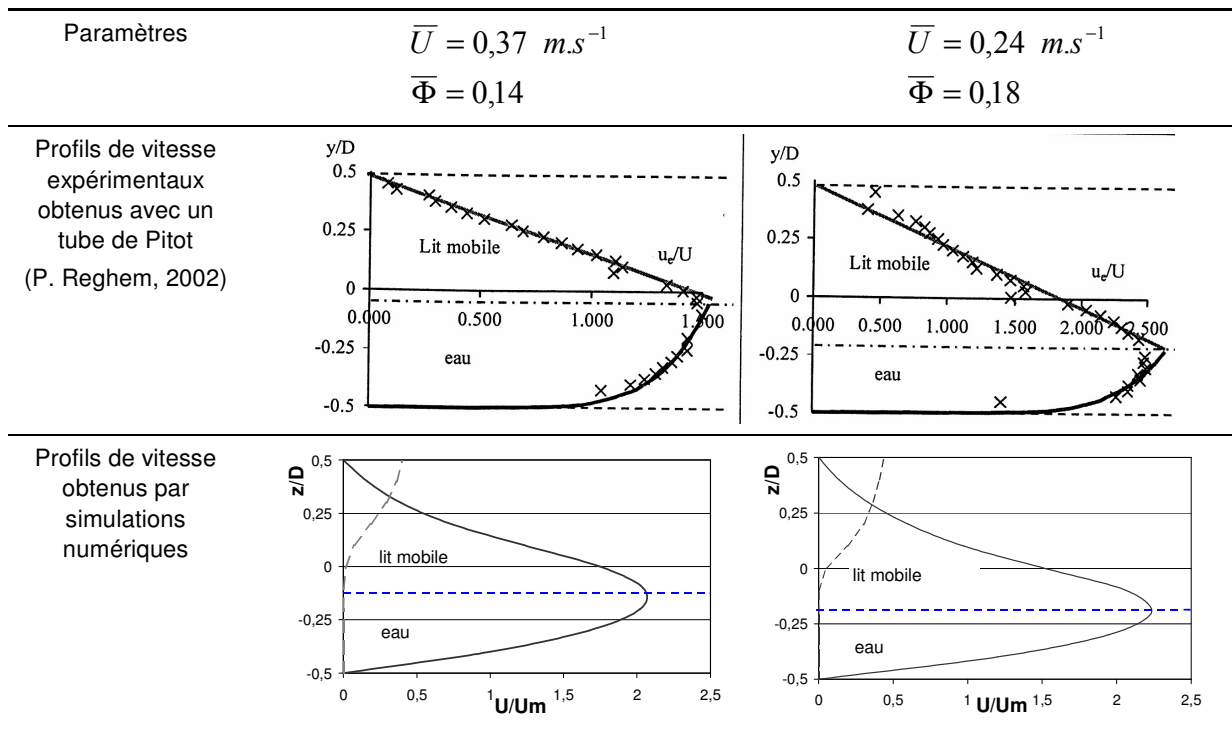 Paramètres
U̅ = 0,37 m.s⁻¹
Φ̅ = 0,14
U̅ = 0,24 m.s⁻¹
Φ̅ = 0,18
Profils de vitesse
expérimentaux
obtenus avec un
tube de Pitot
(P. Reghem, 2002)
y/D
0.5
0.25
0
-0.25
-0.5
Lit mobile
uₑ/U
0.000
0.500
1.000
1.500
eau
y/D
0.5
0.25
0
-0.25
-0.5
Lit mobile
uₑ/U
0.000
0.500
1.000
1.500
2.000
2.500
eau
Profils de vitesse
obtenus par
simulations
numériques
z/D
0,5
0,25
0
-0,25
-0,5
lit mobile
eau
0
0,5
1
1,5
2
2,5
U/Um
z/D
0,5
0,25
0
-0,25
-0,5
lit mobile
eau
0
0,5
1
1,5
2
2,5
U/Um